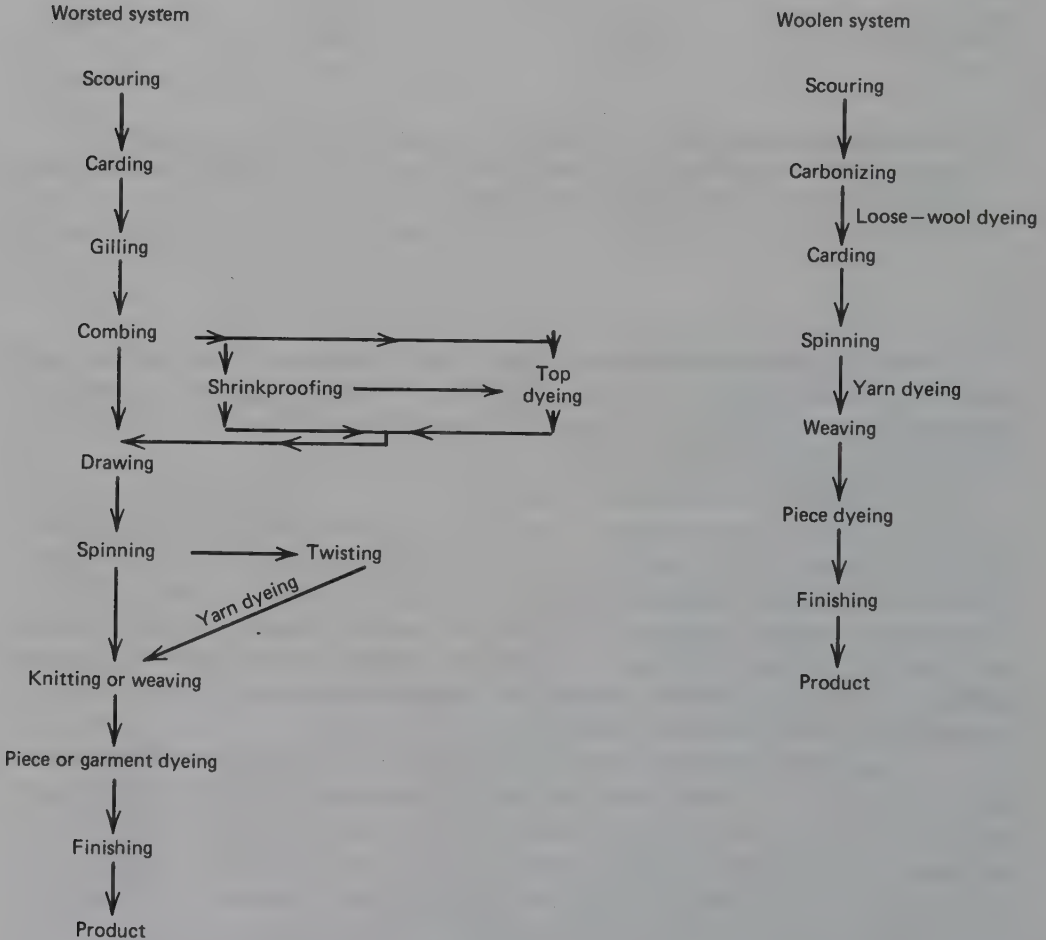 Worsted system
Scouring
Carding
Gilling
Combing
Shrinkproofing
Top
dyeing
Drawing
Spinning
Twisting
Yarn dyeing
Knitting or weaving
Piece or garment dyeing
Finishing
Product
Woolen system
Scouring
Carbonizing
Loose—wool dyeing
Carding
Spinning
Yarn dyeing
Weaving
Piece dyeing
Finishing
Product